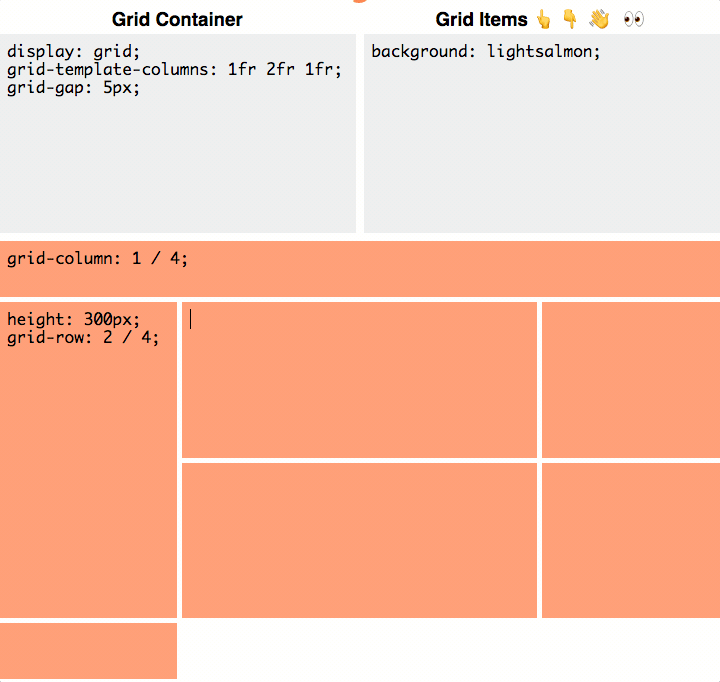 Grid Container
Grid Items 👆 👇 👋 👀
display: grid;
grid-template-columns: 1fr 2fr 1fr;
grid-gap: 5px;
background: lightsalmon;
grid-column: 1 / 4;
height: 300px;
grid-row: 2 / 4;